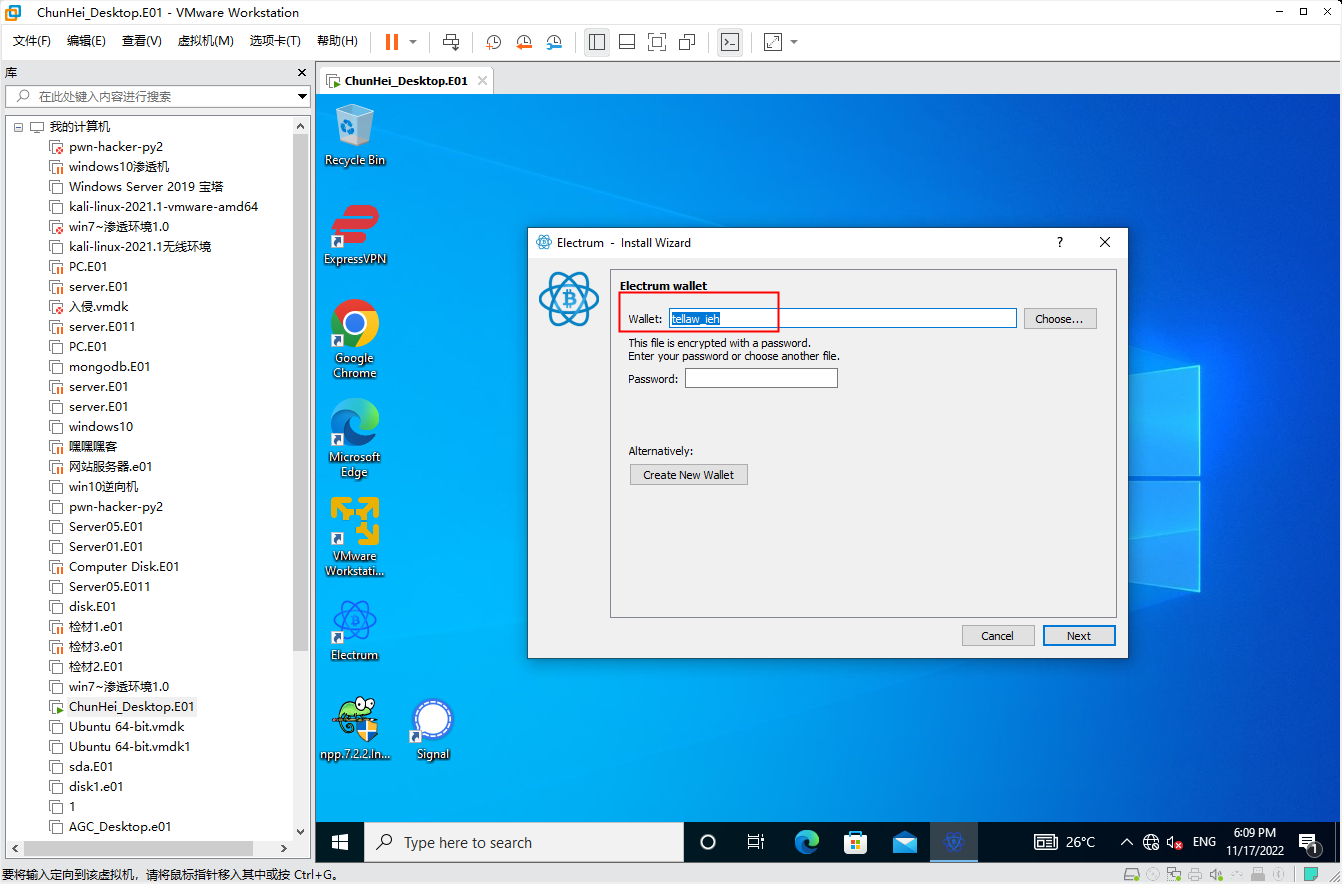 ChunHei_Desktop.E01 - VMware Workstation
文件(F) 编辑(E) 查看(V) 虚拟机(M) 选项卡(T) 帮助(H)
库
在此处键入内容进行搜索
我的计算机
pwn-hacker-py2
windows10渗透机
Windows Server 2019 宝塔
kali-linux-2021.1-vmware-amd64
win7~渗透环境1.0
kali-linux-2021.1无线环境
PC.E01
server.E01
入侵.vmdk
server.E011
PC.E01
mongodb.E01
server.E01
server.E01
windows10
嘿嘿嘿客
网站服务器.e01
win10逆向机
pwn-hacker-py2
Server05.E01
Server01.E01
Computer Disk.E01
Server05.E011
disk.E01
检材1.e01
检材3.e01
检材2.E01
win7~渗透环境1.0
ChunHei_Desktop.E01
Ubuntu 64-bit.vmdk
Ubuntu 64-bit.vmdk1
sda.E01
disk1.e01
1
AGC_Desktop.e01
ChunHei_Desktop.E01
Recycle Bin
ExpressVPN
Google
Chrome
Microsoft
Edge
VMware
Workstati...
Electrum
npp.7.2.2.In...
Signal
Electrum - Install Wizard
?
Electrum wallet
Wallet: tellaw_ieh
Choose...
This file is encrypted with a password.
Enter your password or choose another file.
Password:
Alternatively:
Create New Wallet
Cancel
Next
Type here to search
26°C
ENG
6:09 PM
11/17/2022
1
要将输入定向到该虚拟机，请将鼠标指针移入其中或按 Ctrl+G。